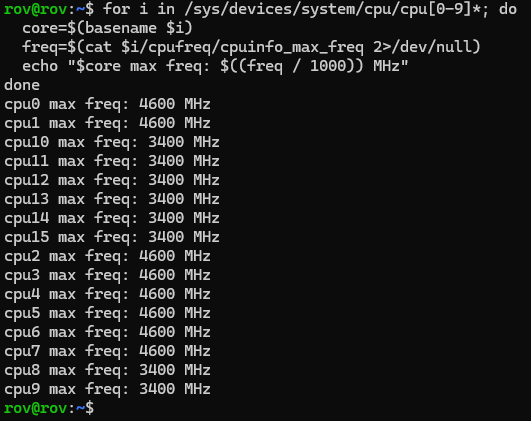 rov@rov:~$ for i in /sys/devices/system/cpu/cpu[0-9]*; do
  core=$(basename $i)
  freq=$(cat $i/cpufreq/cpuinfo_max_freq 2>/dev/null)
  echo "$core max freq: $((freq / 1000)) MHz"
done
cpu0 max freq: 4600 MHz
cpu1 max freq: 4600 MHz
cpu10 max freq: 3400 MHz
cpu11 max freq: 3400 MHz
cpu12 max freq: 3400 MHz
cpu13 max freq: 3400 MHz
cpu14 max freq: 3400 MHz
cpu15 max freq: 3400 MHz
cpu2 max freq: 4600 MHz
cpu3 max freq: 4600 MHz
cpu4 max freq: 4600 MHz
cpu5 max freq: 4600 MHz
cpu6 max freq: 4600 MHz
cpu7 max freq: 4600 MHz
cpu8 max freq: 3400 MHz
cpu9 max freq: 3400 MHz
rov@rov:~$